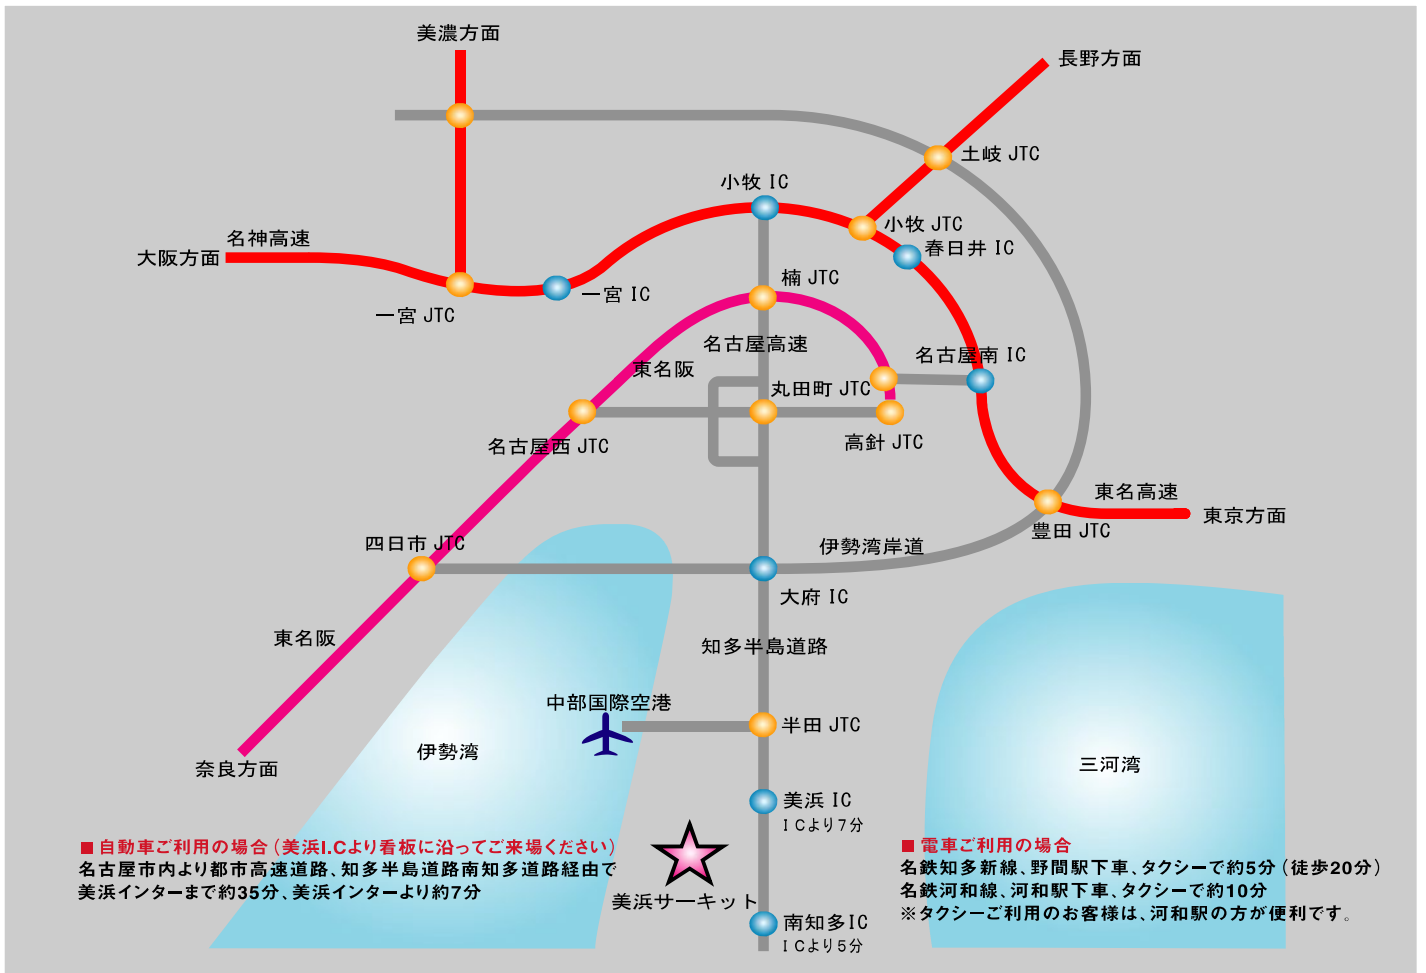 美濃方面
長野方面
土岐 JTC
小牧 IC
小牧 JTC
春日井 IC
名神高速
大阪方面
楠 JTC
一宮 IC
一宮 JTC
名古屋高速
名古屋南 IC
東名阪
丸田町 JTC
名古屋西 JTC
高針 JTC
東名高速
東京方面
豊田 JTC
四日市 JTC
伊勢湾岸道
大府 IC
東名阪
知多半島道路
中部国際空港
半田 JTC
伊勢湾
三河湾
奈良方面
美浜 IC
ICより7分
■自動車ご利用の場合（美浜I.Cより看板に沿ってご来場ください）
名古屋市内より都市高速道路、知多半島道路南知多道路経由で
美浜インターまで約35分、美浜インターより約7分
美浜サーキット
南知多IC
ICより5分
■電車ご利用の場合
名鉄知多新線、野間駅下車、タクシーで約5分（徒歩20分）
名鉄河和線、河和駅下車、タクシーで約10分
※タクシーご利用のお客様は、河和駅の方が便利です。